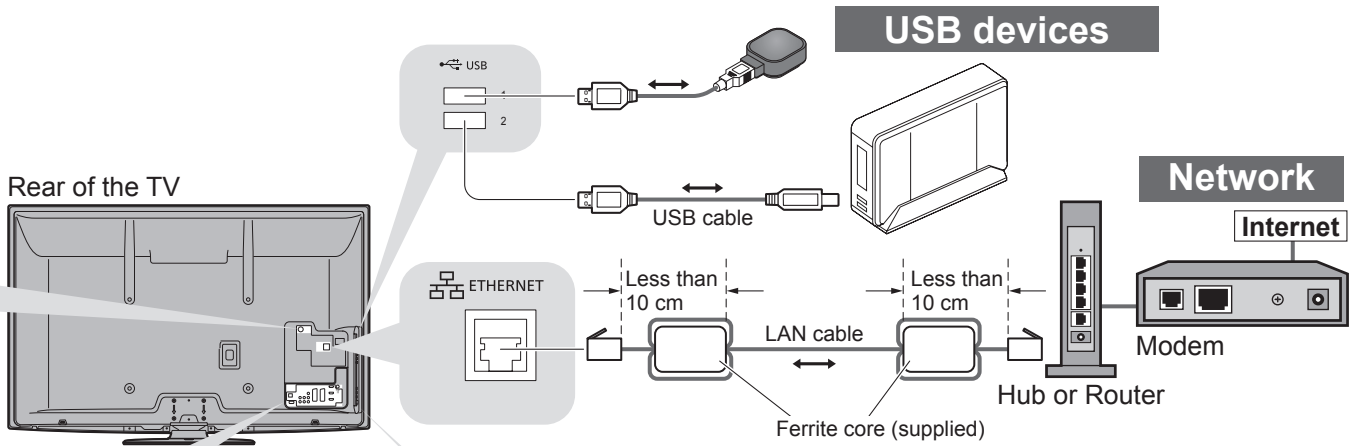 USB devices
USB
1
2
Rear of the TV
USB cable
Network
Internet
ETHERNET
Less than
10 cm
LAN cable
Less than
10 cm
Modem
Hub or Router
Ferrite core (supplied)